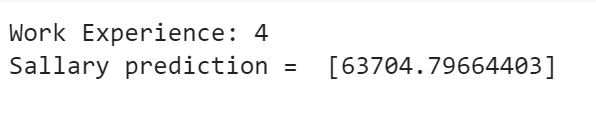 Work Experience: 4
Sallary prediction =  [63704.79664403]